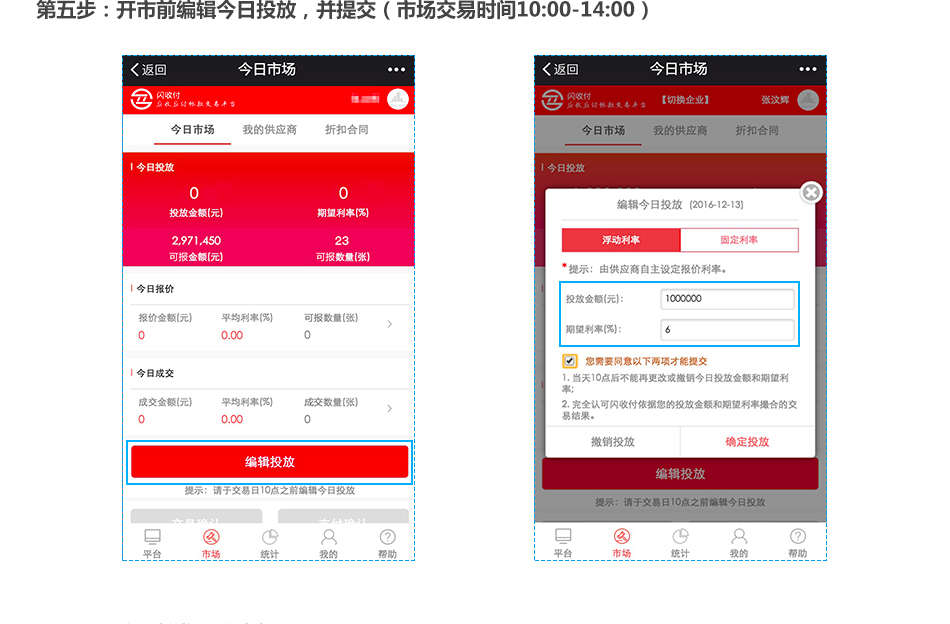 第五步：开市前编辑今日投放，并提交（市场交易时间10:00-14:00）
返回
今日市场
闪收付
应收应付帐款交易平台
今日市场 我的供应商 折扣合同
今日投放
0 0
投放金额(元) 期望利率(%)
2,971,450 23
可报金额(元) 可报数量(张)
今日报价
报价金额(元) 平均利率(%) 可报数量(张)
0 0.00 0
今日成交
成交金额(元) 平均利率(%) 成交数量(张)
0 0.00 0
编辑投放
提示：请于交易日10点之前编辑今日投放
平台 市场 统计 我的 帮助
返回
今日市场
闪收付
应收应付帐款交易平台
【切换企业】
张汶辉
今日市场 我的供应商 折扣合同
今日投放
编辑今日投放 (2016-12-13)
浮动利率 固定利率
*提示：由供应商自主设定报价利率。
投放金额(元)： 1000000
期望利率(%)： 6
您需要同意以下两项才能提交
1. 当天10点后不能再更改或撤销今日投放金额和期望利
率;
2. 完全认可闪收付依据您的投放金额和期望利率撮合的交
易结果。
撤销投放 确定投放
编辑投放
提示：请于交易日10点之前编辑今日投放
平台 市场 统计 我的 帮助